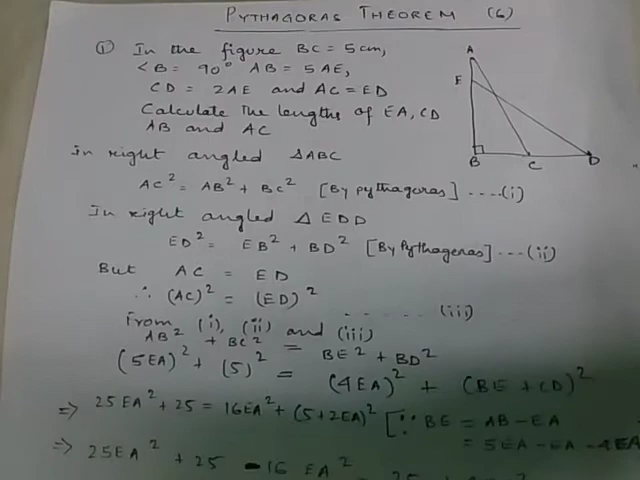 PYTHAGORAS THEOREM (6)
① In the figure BC = 5cm,
<B = 90° AB = 5AE,
CD = 2AE and AC = ED
Calculate the lengths of EA, CD
AB and AC
A
E
B
C
D
In right angled ΔABC
AC² = AB² + BC² [By pythagoras] ....(i)
In right angled Δ EDD
ED² = EB² + BD² [By Pythagoras] ...(ii)
But AC = ED
∴ (AC)² = (ED)² ...... (iii)
From (i), (ii) and (iii)
AB² + BC² = BE² + BD²
(5EA)² + (5)² = (4EA)² + (BE + CD)²
=> 25EA² + 25 = 16EA² + (5+2EA)² [∵ BE = AB - EA
= 5EA - EA - 4EA
=> 25EA² + 25 - 16 EA²